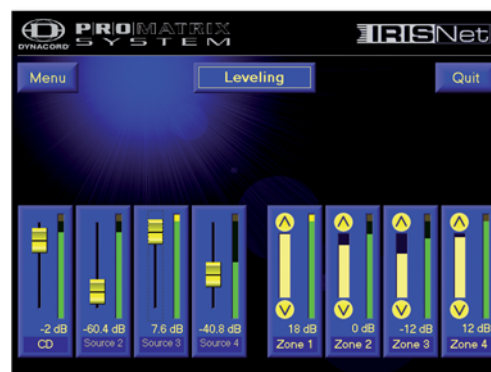 DYNACORD PROMATRIX SYSTEM IRISNet
Menu Leveling Quit
-2 dB -60.4 dB 7.6 dB -40.8 dB 18 dB 0 dB -12 dB 12 dB
CD Source 2 Source 3 Source 4 Zone 1 Zone 2 Zone 3 Zone 4